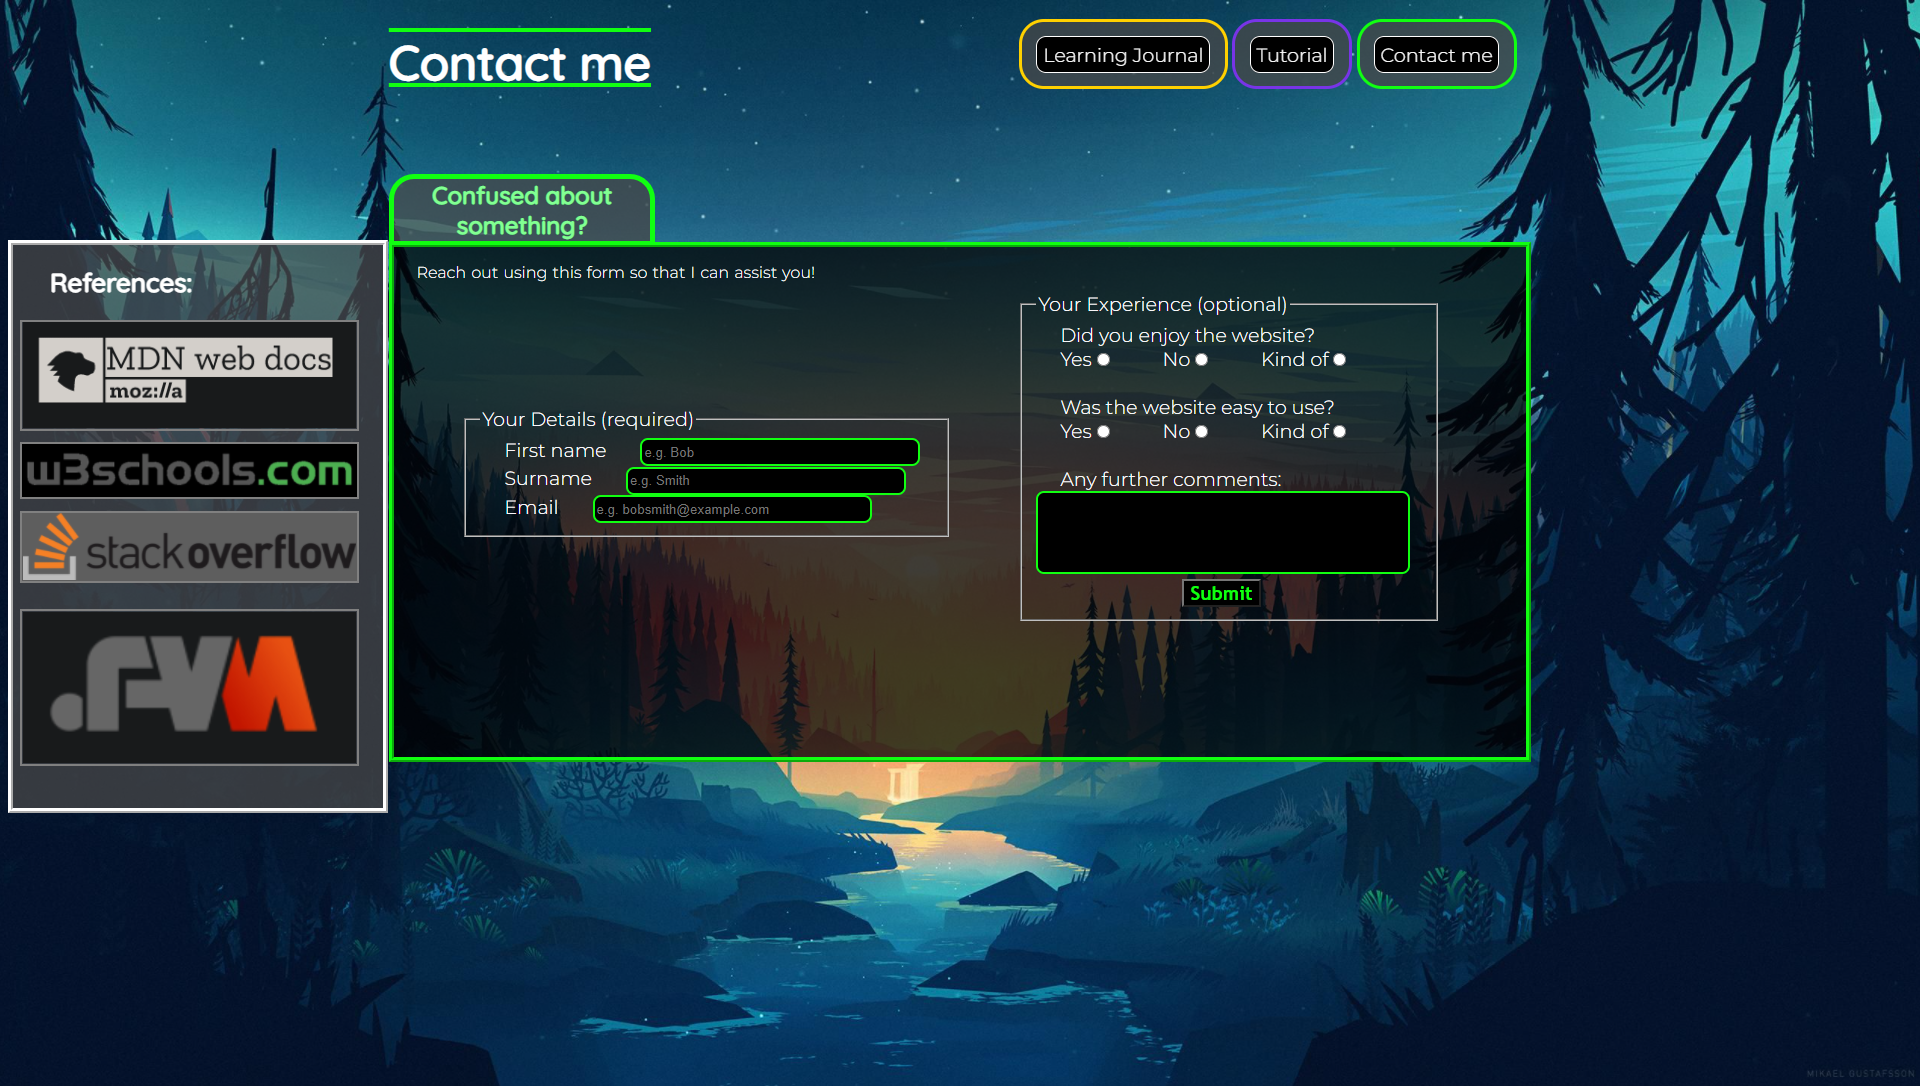 Contact me
Learning Journal
Tutorial
Contact me
Confused about
something?
References:
MDN web docs
moz://a
w3schools.com
stackoverflow
Reach out using this form so that I can assist you!
Your Details (required)
First name e.g. Bob
Surname e.g. Smith
Email e.g. bobsmith@example.com
Your Experience (optional)
Did you enjoy the website?
Yes No Kind of
Was the website easy to use?
Yes No Kind of
Any further comments:
Submit
MIKAEL GUSTAFSSON